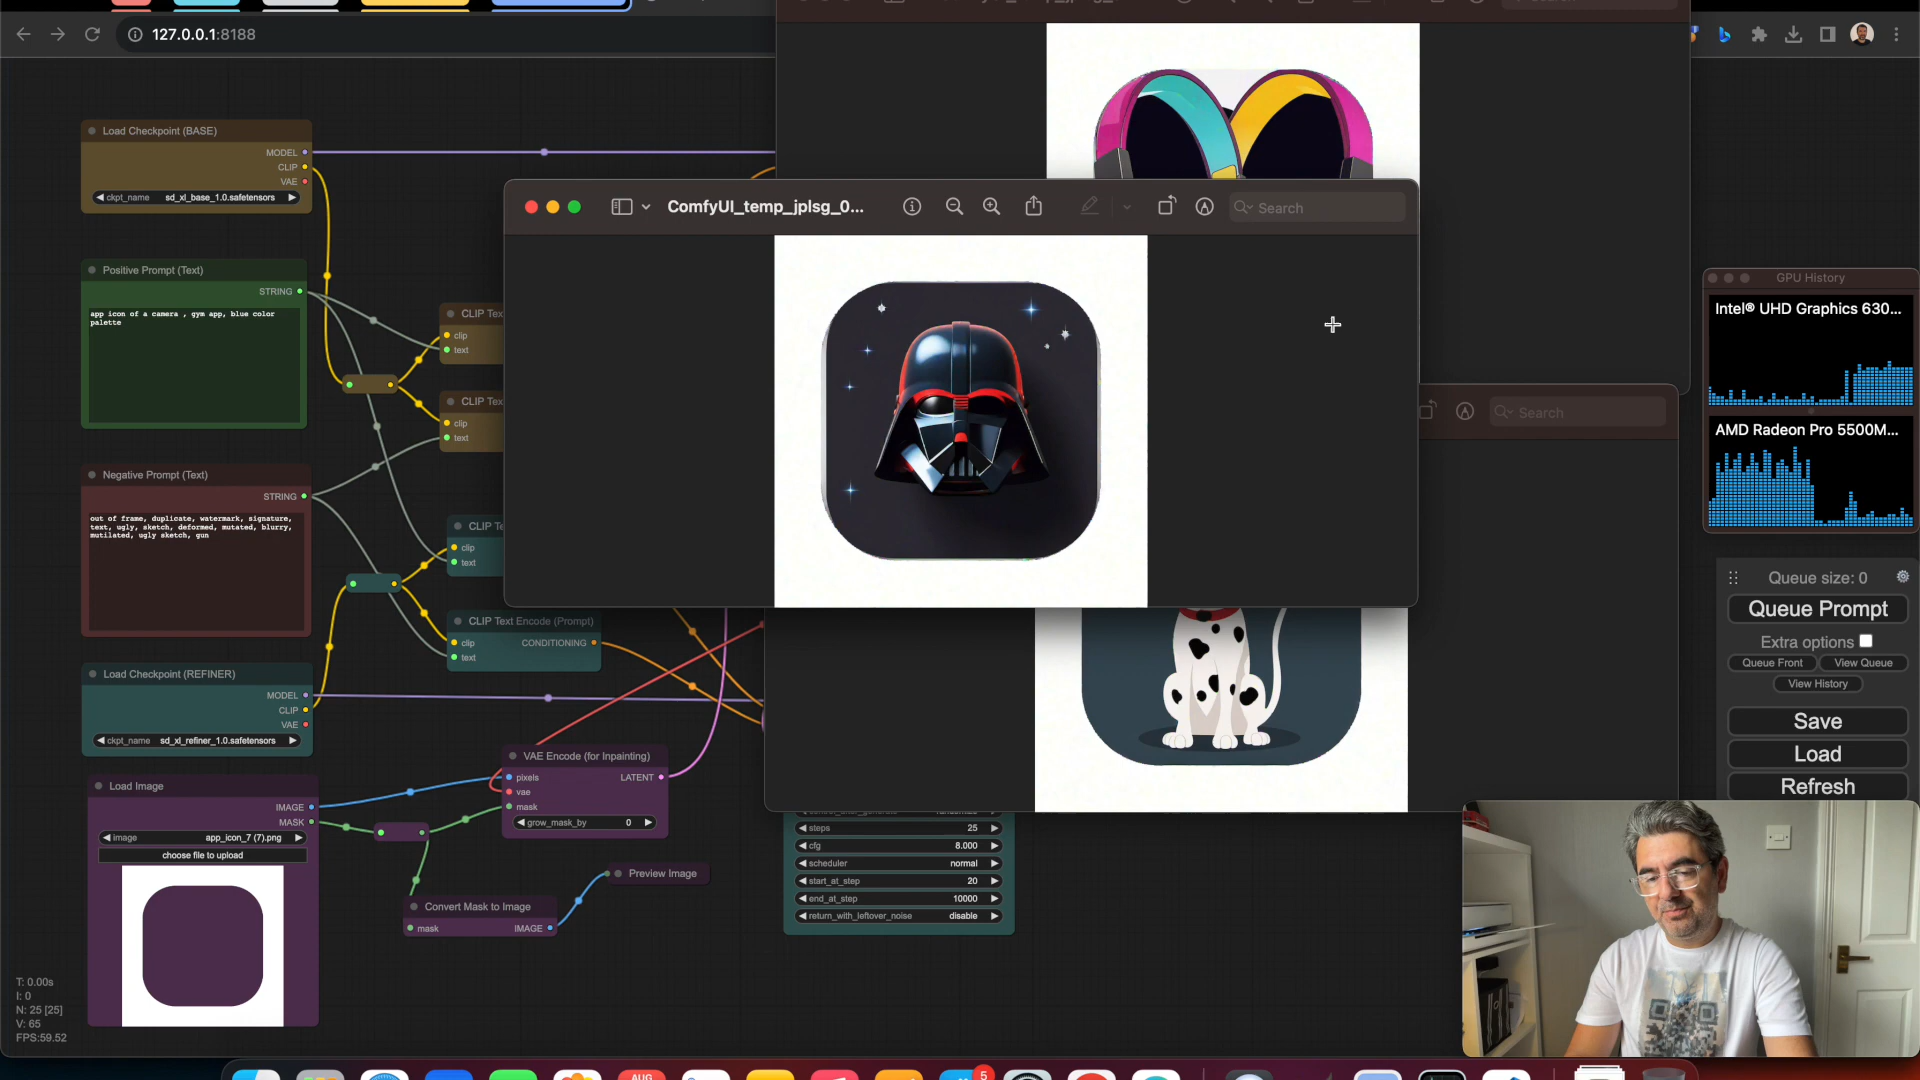 127.0.0.1:8188
Load Checkpoint (BASE)
MODEL
CLIP
VAE
ckpt_name sd_xl_base_1.0.safetensors
Positive Prompt (Text)
STRING
app icon of a camera , gym app, blue color
palette
Negative Prompt (Text)
STRING
out of frame, duplicate, watermark, signature,
text, ugly, sketch, deformed, mutated, blurry,
mutilated, ugly sketch, gun
Load Checkpoint (REFINER)
MODEL
CLIP
VAE
ckpt_name sd_xl_refiner_1.0.safetensors
Load Image
IMAGE
MASK
image app_icon_7 (7).png
choose file to upload
T: 0.00s
I: 0
N: 25 [25]
V: 65
FPS:59.52
CLIP Tex
clip
text
CLIP Tex
clip
text
CLIP Te
clip
text
CLIP Text Encode (Prompt)
clip CONDITIONING
text
VAE Encode (for Inpainting)
pixels LATENT
vae
mask
grow_mask_by 0
Preview Image
Convert Mask to Image
mask IMAGE
ComfyUI_temp_jplsg_0...
Search
Search
steps 25
cfg 8.000
scheduler normal
start_at_step 20
end_at_step 10000
return_with_leftover_noise disable
GPU History
Intel® UHD Graphics 630...
AMD Radeon Pro 5500M...
Queue size: 0
Queue Prompt
Extra options
Queue Front View Queue
View History
Save
Load
Refresh
AUG
5